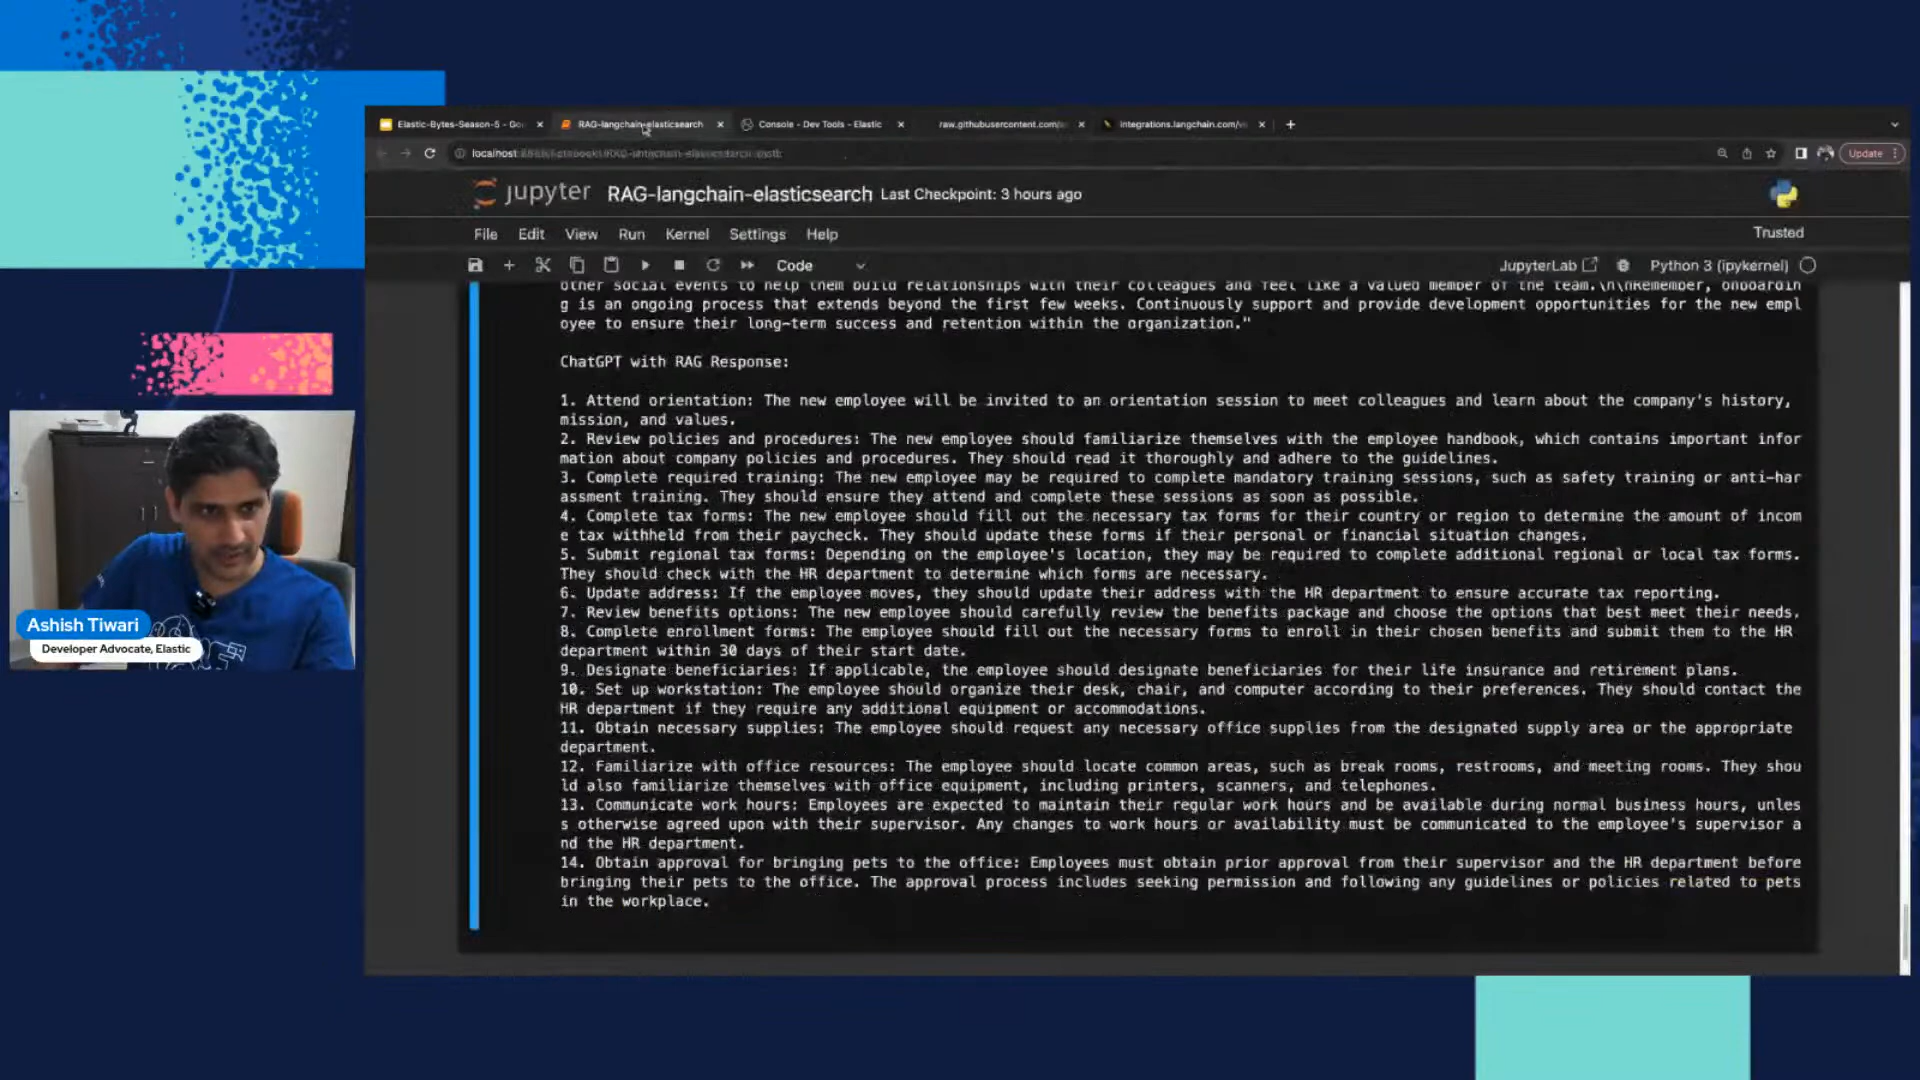 Elastic-Bytes-Season-5 - Go
RAG-langchain-elasticsearch
Console - Dev Tools - Elastic
raw.githubusercontent.com/
integrations.langchain.com/v
localhost
Update
jupyter RAG-langchain-elasticsearch Last Checkpoint: 3 hours ago
File Edit View Run Kernel Settings Help
Trusted
Code
JupyterLab
Python 3 (ipykernel)
other social events to help them build relationships with their colleagues and feel like a valued member of the team.\n\nRemember, onboardin
g is an ongoing process that extends beyond the first few weeks. Continuously support and provide development opportunities for the new empl
oyee to ensure their long-term success and retention within the organization."
ChatGPT with RAG Response:
1. Attend orientation: The new employee will be invited to an orientation session to meet colleagues and learn about the company's history,
mission, and values.
2. Review policies and procedures: The new employee should familiarize themselves with the employee handbook, which contains important infor
mation about company policies and procedures. They should read it thoroughly and adhere to the guidelines.
3. Complete required training: The new employee may be required to complete mandatory training sessions, such as safety training or anti-har
assment training. They should ensure they attend and complete these sessions as soon as possible.
4. Complete tax forms: The new employee should fill out the necessary tax forms for their country or region to determine the amount of incom
e tax withheld from their paycheck. They should update these forms if their personal or financial situation changes.
5. Submit regional tax forms: Depending on the employee's location, they may be required to complete additional regional or local tax forms.
They should check with the HR department to determine which forms are necessary.
6. Update address: If the employee moves, they should update their address with the HR department to ensure accurate tax reporting.
7. Review benefits options: The new employee should carefully review the benefits package and choose the options that best meet their needs.
8. Complete enrollment forms: The employee should fill out the necessary forms to enroll in their chosen benefits and submit them to the HR
department within 30 days of their start date.
9. Designate beneficiaries: If applicable, the employee should designate beneficiaries for their life insurance and retirement plans.
10. Set up workstation: The employee should organize their desk, chair, and computer according to their preferences. They should contact the
HR department if they require any additional equipment or accommodations.
11. Obtain necessary supplies: The employee should request any necessary office supplies from the designated supply area or the appropriate
department.
12. Familiarize with office resources: The employee should locate common areas, such as break rooms, restrooms, and meeting rooms. They shou
ld also familiarize themselves with office equipment, including printers, scanners, and telephones.
13. Communicate work hours: Employees are expected to maintain their regular work hours and be available during normal business hours, unles
s otherwise agreed upon with their supervisor. Any changes to work hours or availability must be communicated to the employee's supervisor a
nd the HR department.
14. Obtain approval for bringing pets to the office: Employees must obtain prior approval from their supervisor and the HR department before
bringing their pets to the office. The approval process includes seeking permission and following any guidelines or policies related to pets
in the workplace.
Ashish Tiwari
Developer Advocate, Elastic